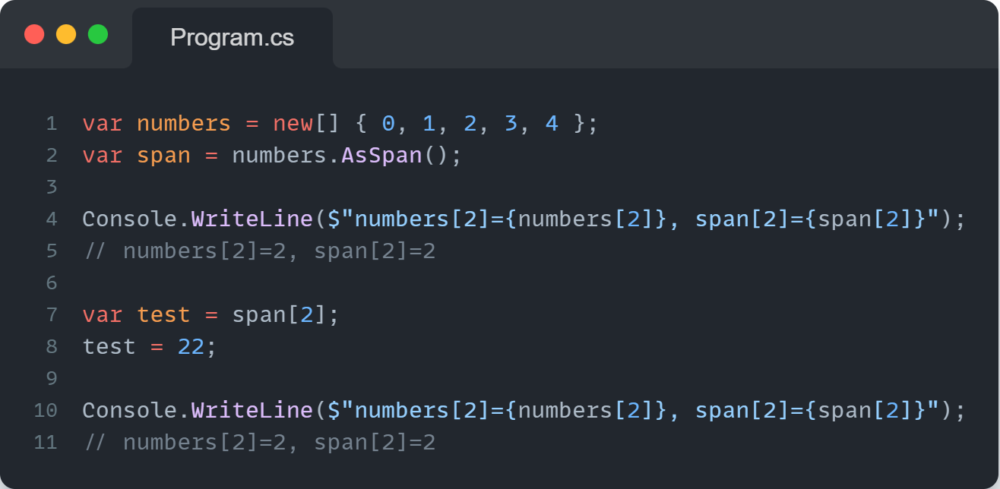 Program.cs
1 var numbers = new[] { 0, 1, 2, 3, 4 };
2 var span = numbers.AsSpan();
3
4 Console.WriteLine($"numbers[2]={numbers[2]}, span[2]={span[2]}");
5 // numbers[2]=2, span[2]=2
6
7 var test = span[2];
8 test = 22;
9
10 Console.WriteLine($"numbers[2]={numbers[2]}, span[2]={span[2]}");
11 // numbers[2]=2, span[2]=2